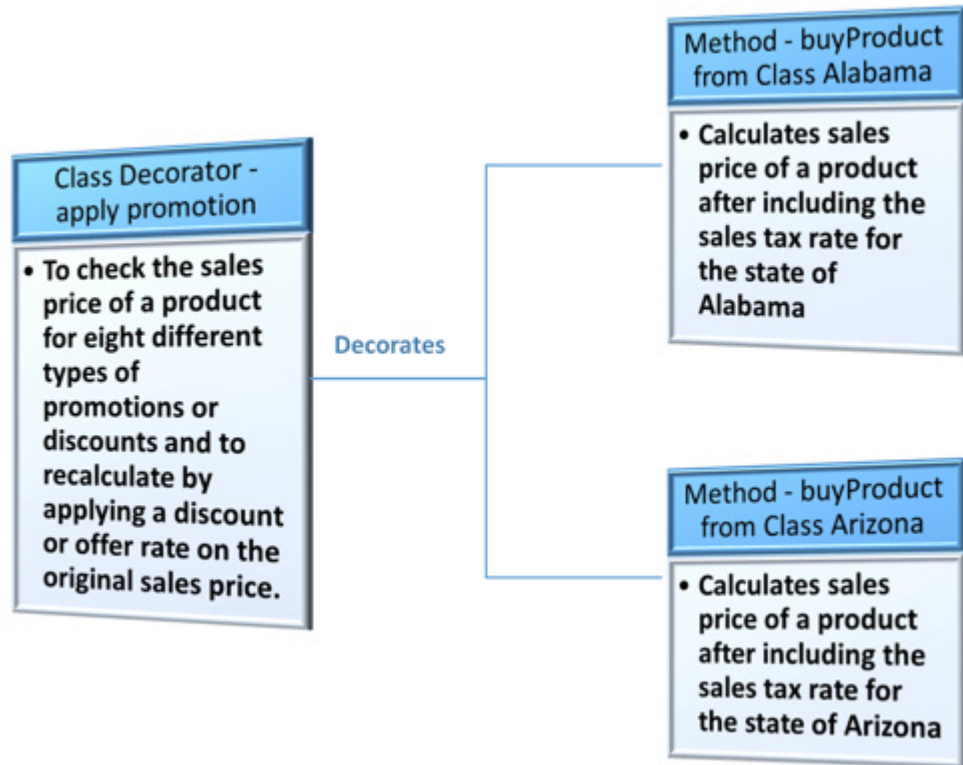 Class Decorator -
apply promotion
• To check the sales
price of a product
for eight different
types of
promotions or
discounts and to
recalculate by
applying a discount
or offer rate on the
original sales price.
Decorates
Method - buyProduct
from Class Alabama
• Calculates sales
price of a product
after including the
sales tax rate for
the state of
Alabama
Method - buyProduct
from Class Arizona
• Calculates sales
price of a product
after including the
sales tax rate for
the state of Arizona